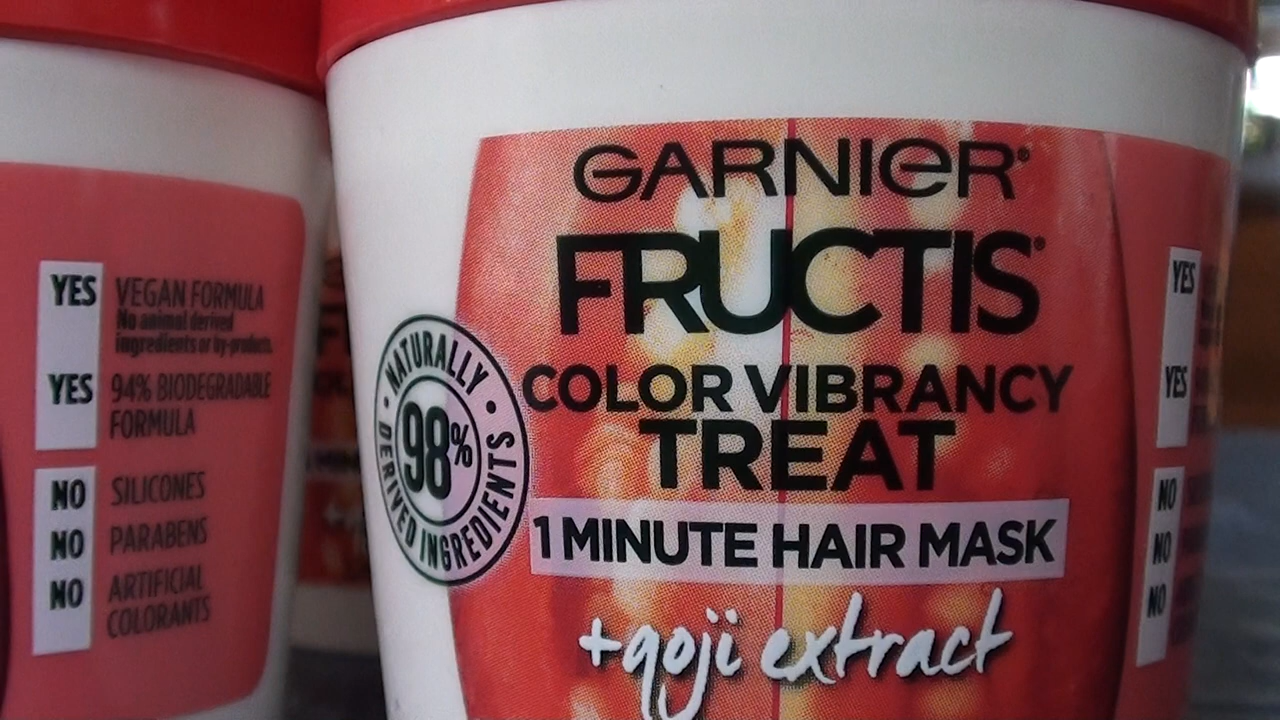 YES VEGAN FORMULA
No animal derived
ingredients or by-products.
YES 94% BIODEGRADABLE
FORMULA
NO SILICONES
NO PARABENS
NO ARTIFICIAL
COLORANTS
GARNIER®
FRUCTIS®
COLOR VIBRANCY
TREAT
1 MINUTE HAIR MASK
+goji extract
• NATURALLY •
98%
DERIVED INGREDIENTS
YES
YES
NO
NO
NO